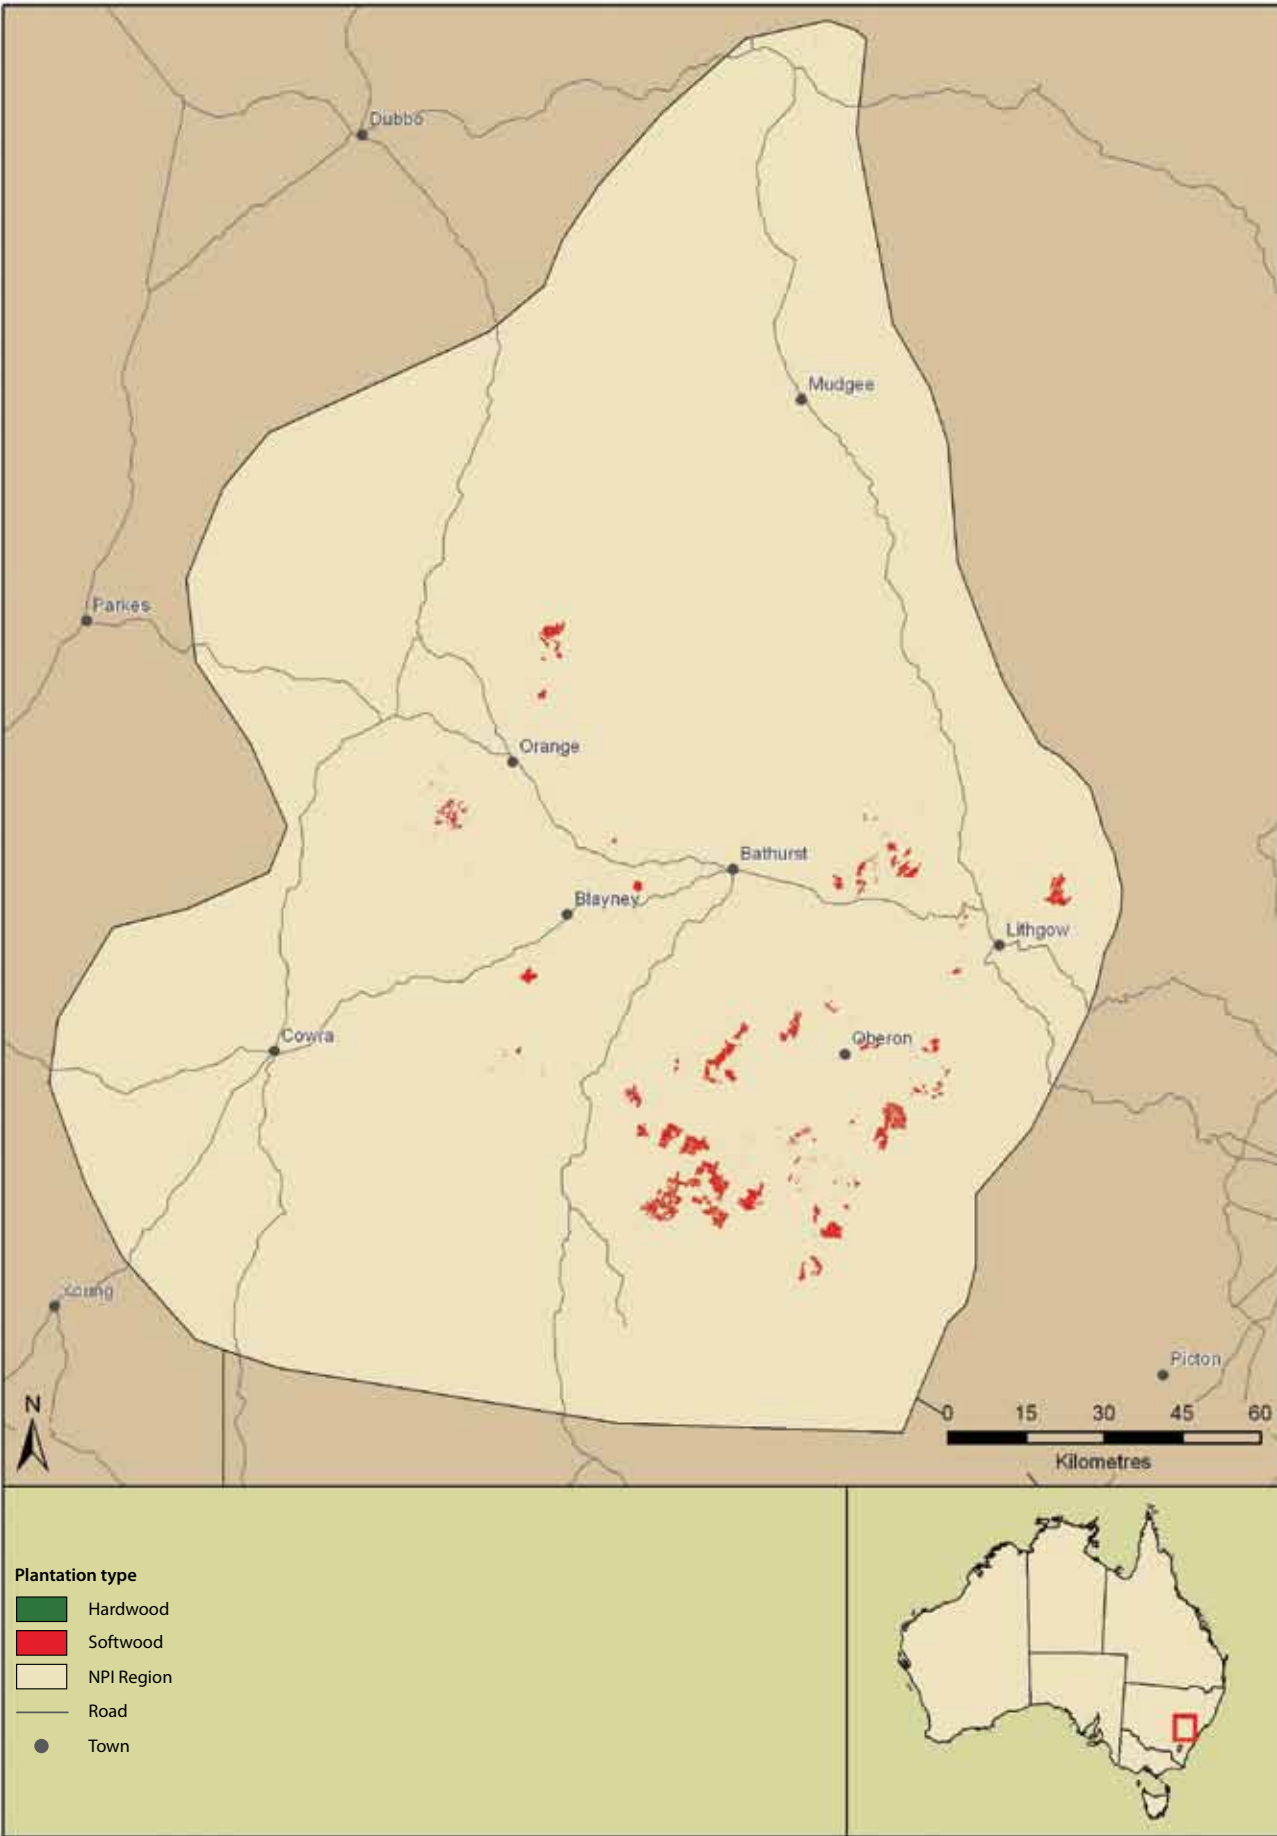 Dubbo
Mudgee
Parkes
Orange
Bathurst
Blayney
Lithgow
Cowra
Oberon
Young
Picton
N
0 15 30 45 60
Kilometres
Plantation type
Hardwood
Softwood
NPI Region
Road
Town